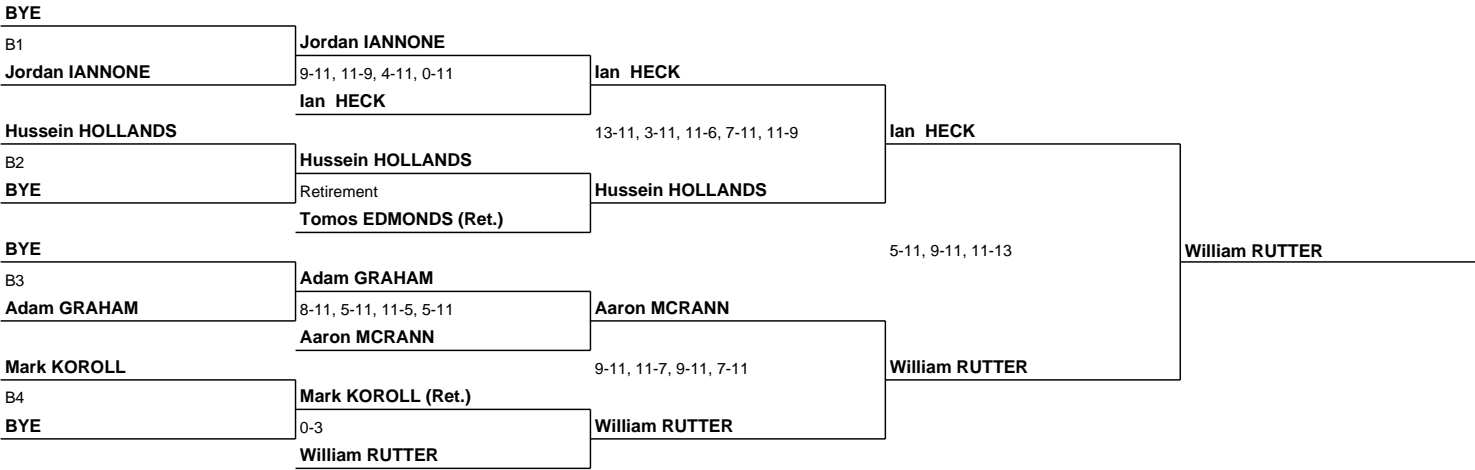 BYE
B1
Jordan IANNONE
Jordan IANNONE
9-11, 11-9, 4-11, 0-11
Ian  HECK
Ian  HECK
Hussein HOLLANDS
13-11, 3-11, 11-6, 7-11, 11-9
Ian  HECK
B2
Hussein HOLLANDS
BYE
Retirement
Hussein HOLLANDS
Tomos EDMONDS (Ret.)
BYE
5-11, 9-11, 11-13
William RUTTER
B3
Adam GRAHAM
Adam GRAHAM
8-11, 5-11, 11-5, 5-11
Aaron MCRANN
Aaron MCRANN
Mark KOROLL
9-11, 11-7, 9-11, 7-11
William RUTTER
B4
Mark KOROLL (Ret.)
BYE
0-3
William RUTTER
William RUTTER